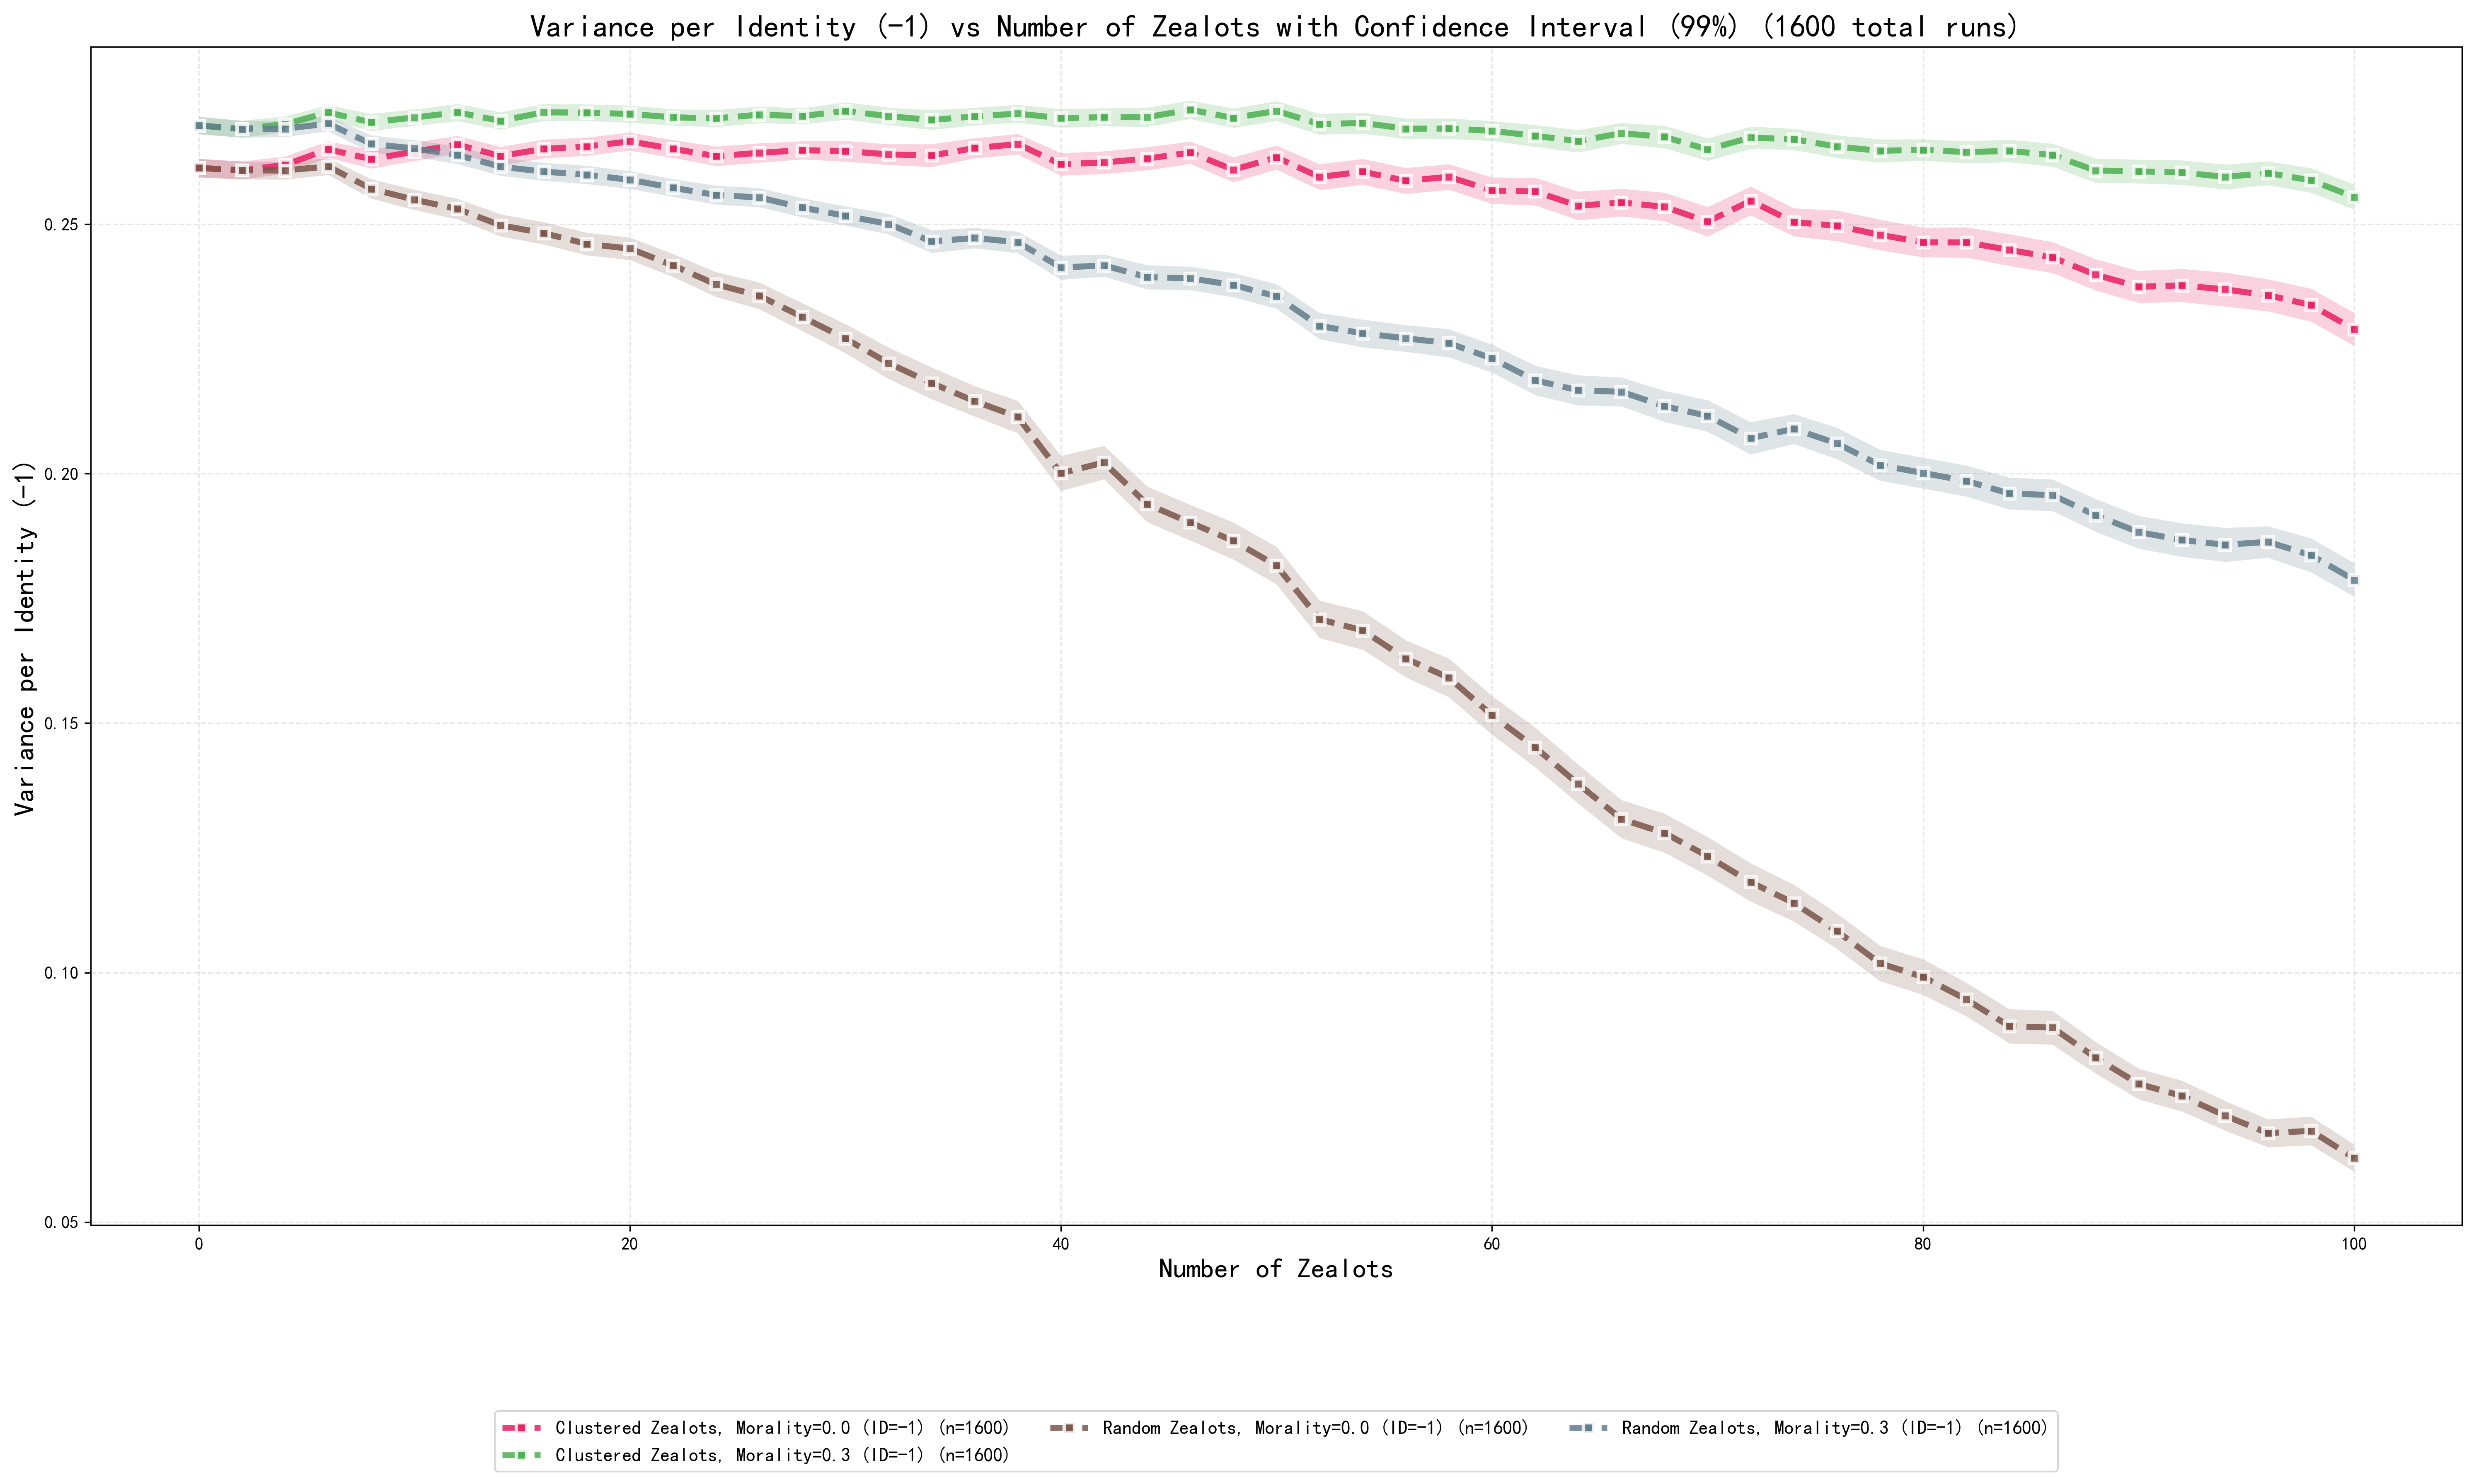 Variance per Identity (-1) vs Number of Zealots with Confidence Interval (99%) (1600 total runs)
Variance per Identity (-1)
0.25
0.20
0.15
0.10
0.05
0 20 40 60 80 100
Number of Zealots
Clustered Zealots, Morality=0.0 (ID=-1) (n=1600)
Clustered Zealots, Morality=0.3 (ID=-1) (n=1600)
Random Zealots, Morality=0.0 (ID=-1) (n=1600)
Random Zealots, Morality=0.3 (ID=-1) (n=1600)